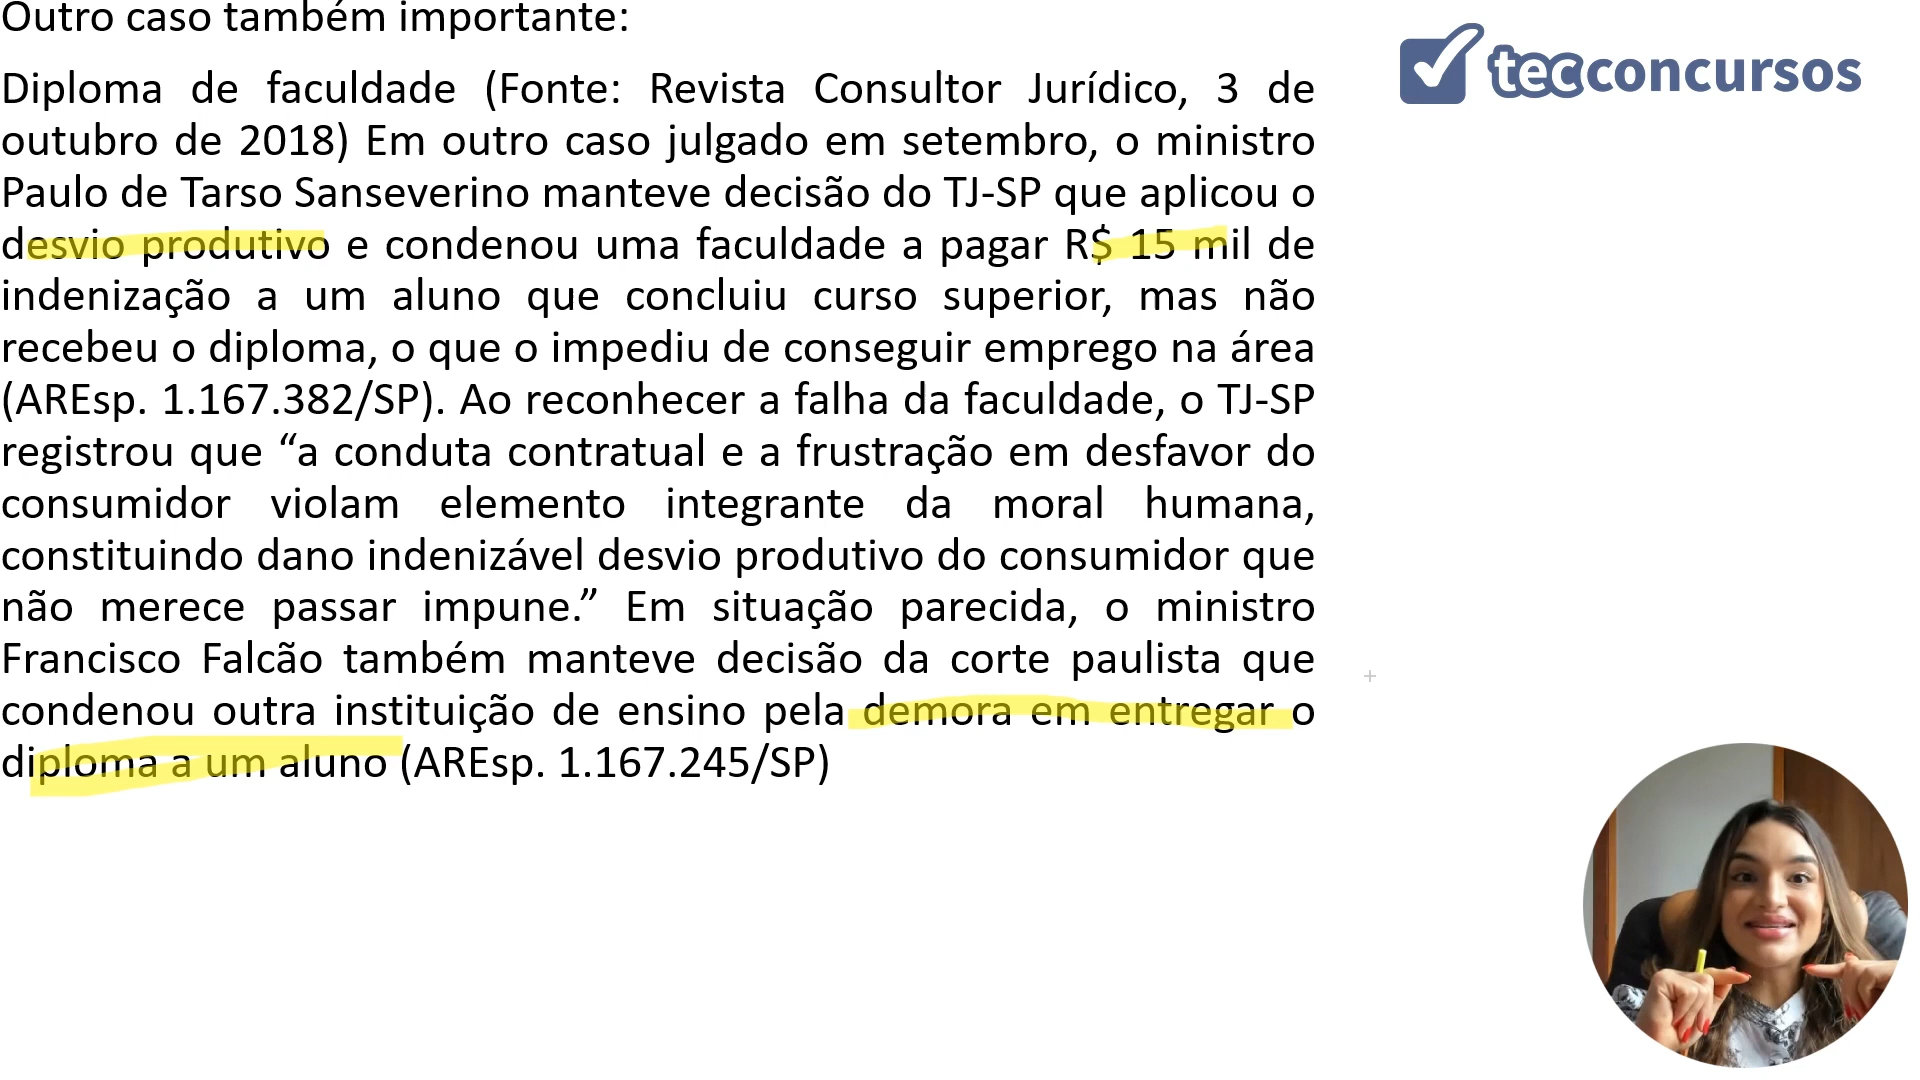 Outro caso também importante:
Diploma de faculdade (Fonte: Revista Consultor Jurídico, 3 de
outubro de 2018) Em outro caso julgado em setembro, o ministro
Paulo de Tarso Sanseverino manteve decisão do TJ-SP que aplicou o
desvio produtivo e condenou uma faculdade a pagar R$ 15 mil de
indenização a um aluno que concluiu curso superior, mas não
recebeu o diploma, o que o impediu de conseguir emprego na área
(AREsp. 1.167.382/SP). Ao reconhecer a falha da faculdade, o TJ-SP
registrou que “a conduta contratual e a frustração em desfavor do
consumidor violam elemento integrante da moral humana,
constituindo dano indenizável desvio produtivo do consumidor que
não merece passar impune.” Em situação parecida, o ministro
Francisco Falcão também manteve decisão da corte paulista que
condenou outra instituição de ensino pela demora em entregar o
diploma a um aluno (AREsp. 1.167.245/SP)
tecconcursos